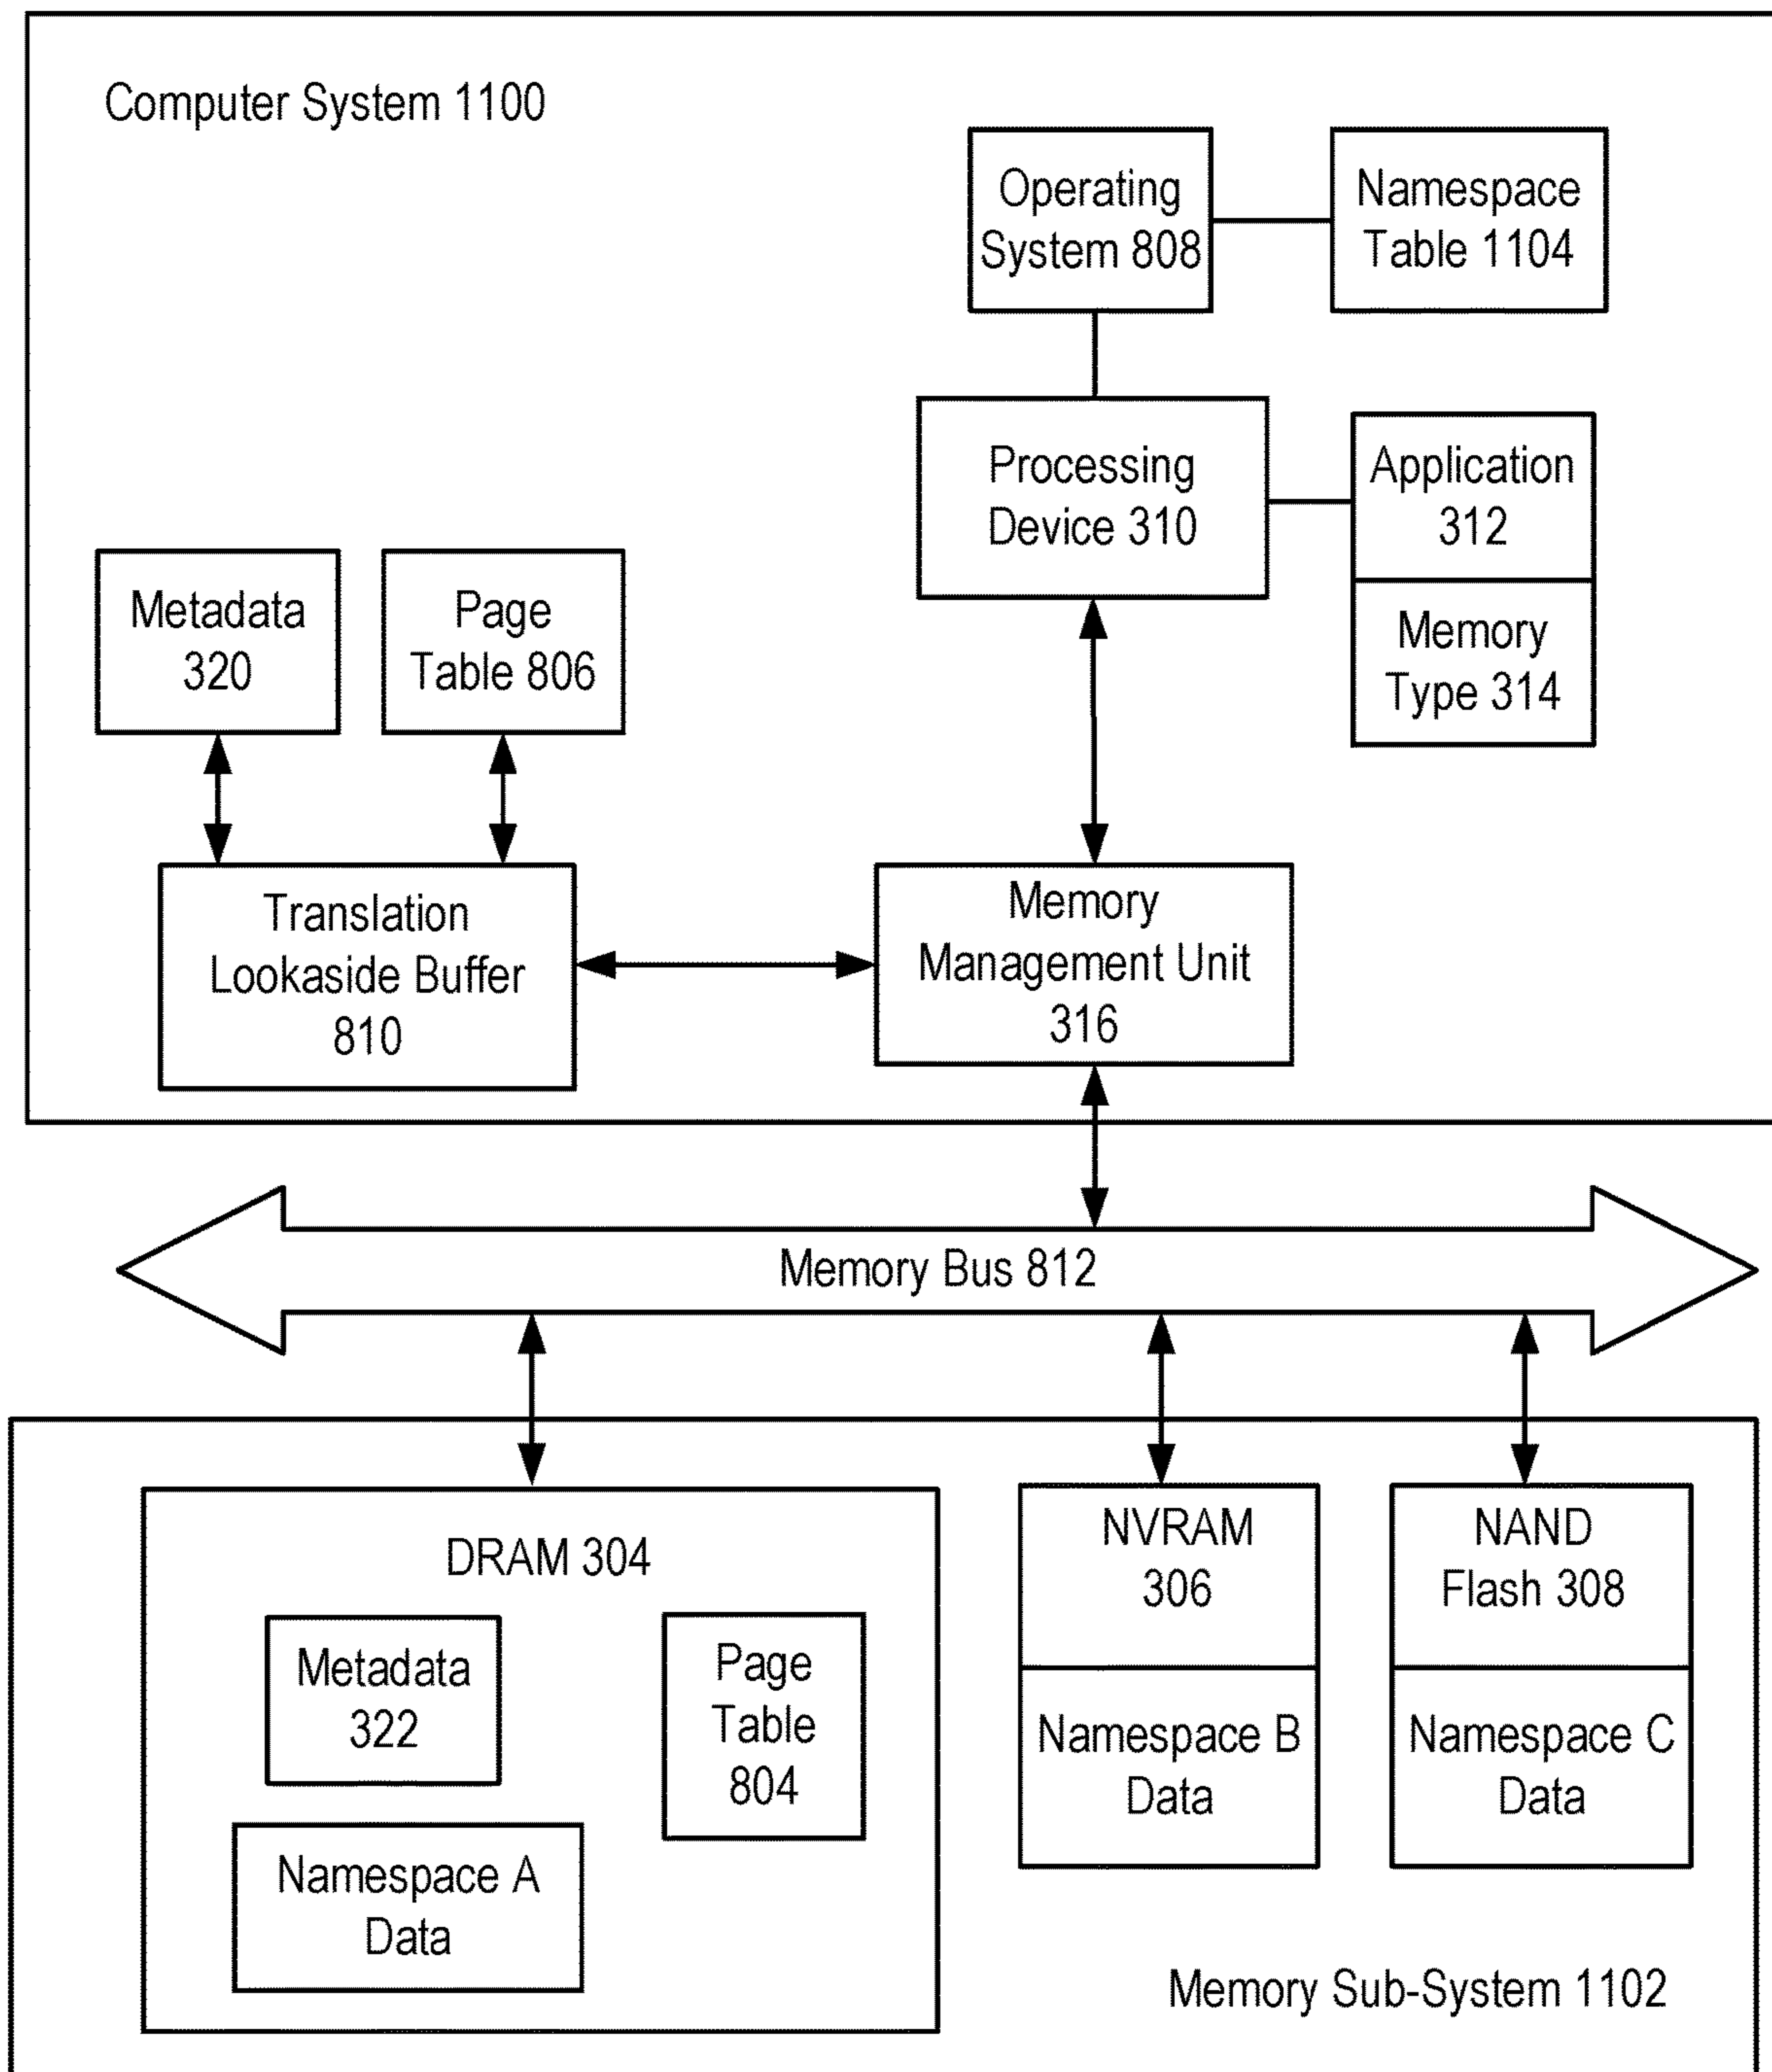 Computer System 1100
Operating
System 808
Namespace
Table 1104
Processing
Device 310
Application
312
Memory
Type 314
Metadata
320
Page
Table 806
Translation
Lookaside Buffer
810
Memory
Management Unit
316
Memory Bus 812
DRAM 304
Metadata
322
Page
Table
804
Namespace A
Data
NVRAM
306
Namespace B
Data
NAND
Flash 308
Namespace C
Data
Memory Sub-System 1102